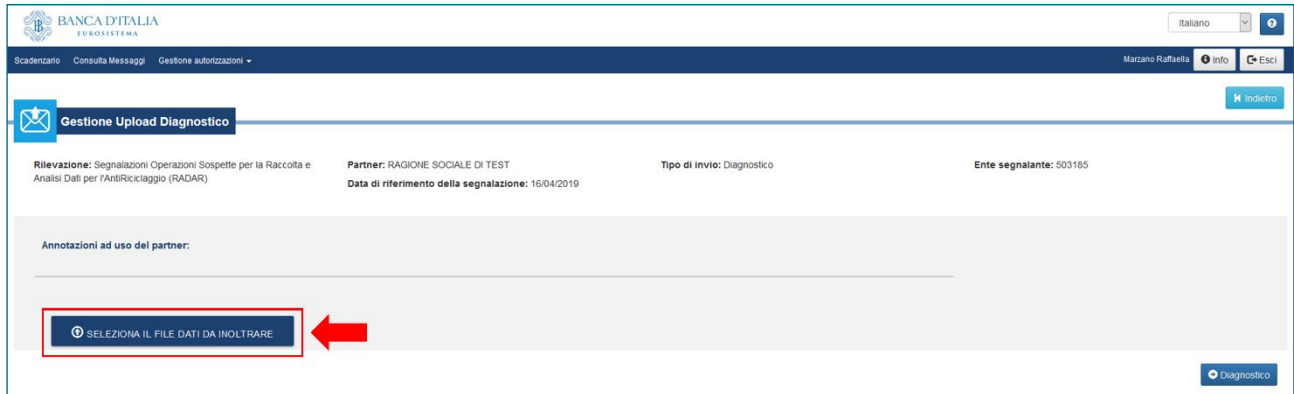 BANCA D'ITALIA
EUROSISTEMA
Italiano
Scadenzario Consulta Messaggi Gestione autorizzazioni
Marzano Raffaella Info Esci
Indietro
Gestione Upload Diagnostico
Rilevazione: Segnalazioni Operazioni Sospette per la Raccolta e
Analisi Dati per l'AntiRiciclaggio (RADAR)
Partner: RAGIONE SOCIALE DI TEST
Data di riferimento della segnalazione: 16/04/2019
Tipo di invio: Diagnostico
Ente segnalante: 503185
Annotazioni ad uso del partner:
SELEZIONA IL FILE DATI DA INOLTRARE
Diagnostico